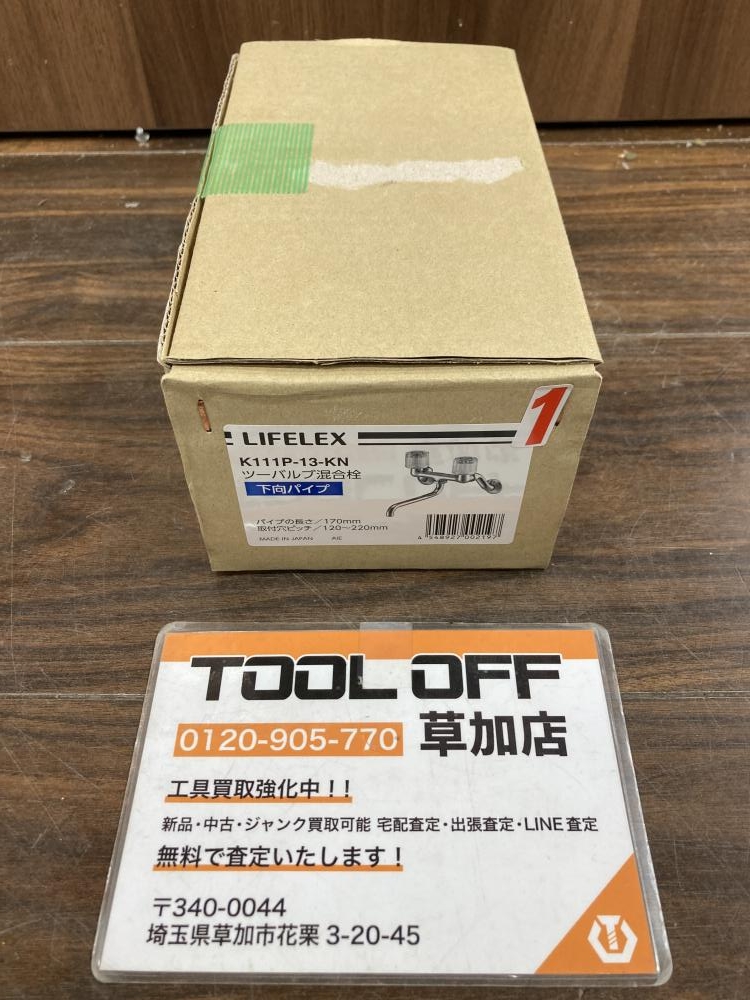 1
LIFELEX
K111P-13-KN
ツーバルブ混合栓
下向パイプ
パイプの長さ/170mm
取付穴ピッチ/120〜220mm
MADE IN JAPAN AIE
4 548927 002197
TOOL OFF
0120-905-770 草加店
工具買取強化中!!
新品・中古・ジャンク買取可能 宅配査定・出張査定・LINE査定
無料で査定いたします!
〒340-0044
埼玉県草加市花栗 3-20-45